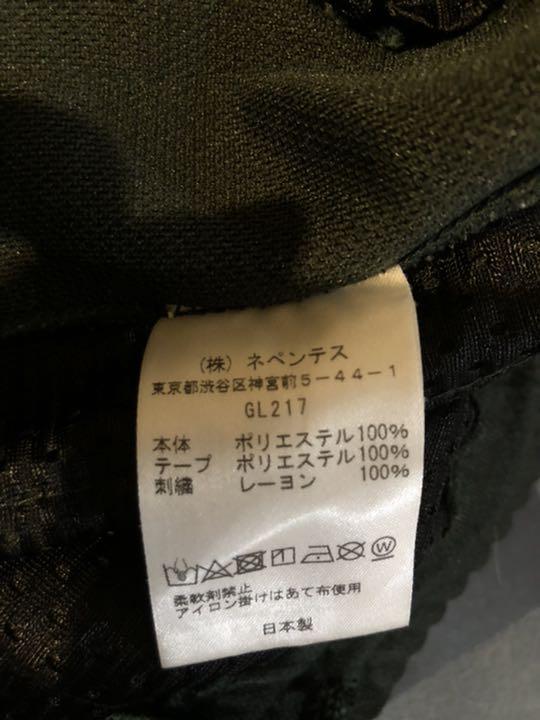 (株) ネペンテス
東京都渋谷区神宮前5-44-1
GL217
本体 ポリエステル100%
テープ ポリエステル100%
刺繍 レーヨン 100%
W
柔軟剤禁止
アイロン掛けはあて布使用
日本製